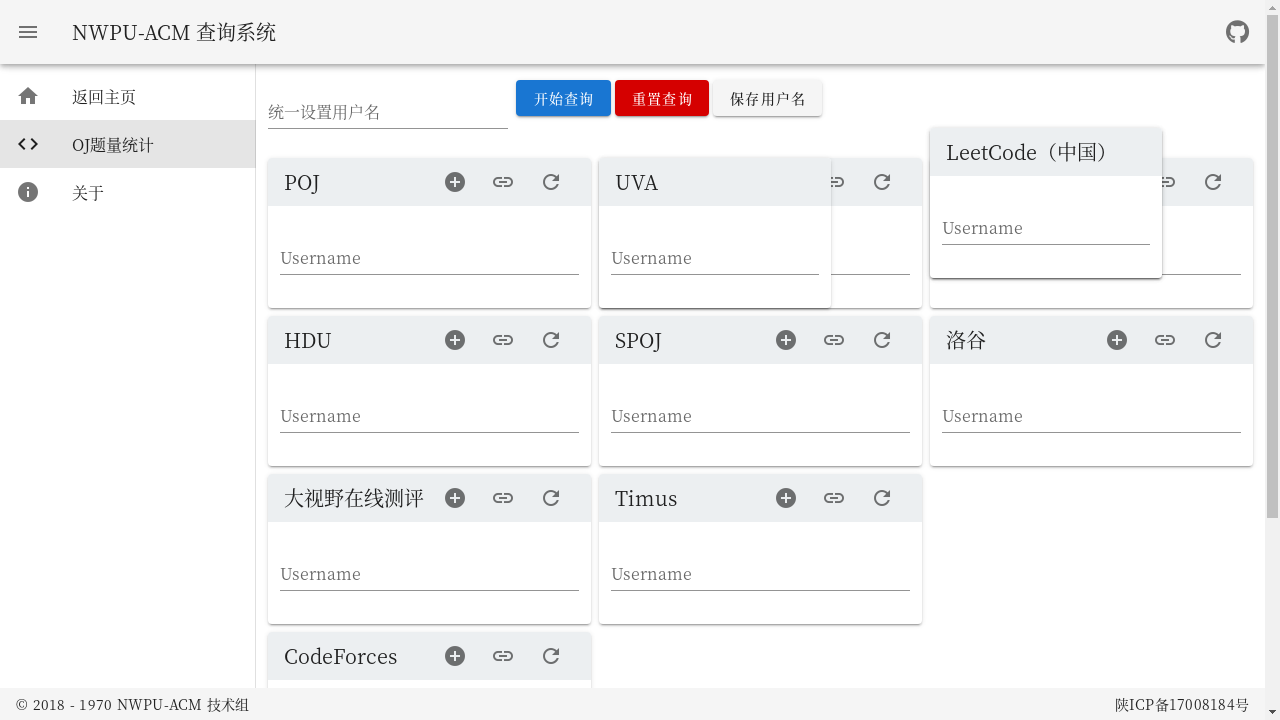 NWPU-ACM 查询系统
返回主页
OJ题量统计
关于
统一设置用户名
开始查询
重置查询
保存用户名
POJ
Username
UVA
Username
LeetCode（中国）
Username
HDU
Username
SPOJ
Username
洛谷
Username
大视野在线测评
Username
Timus
Username
CodeForces
© 2018 - 1970 NWPU-ACM 技术组
陕ICP备17008184号